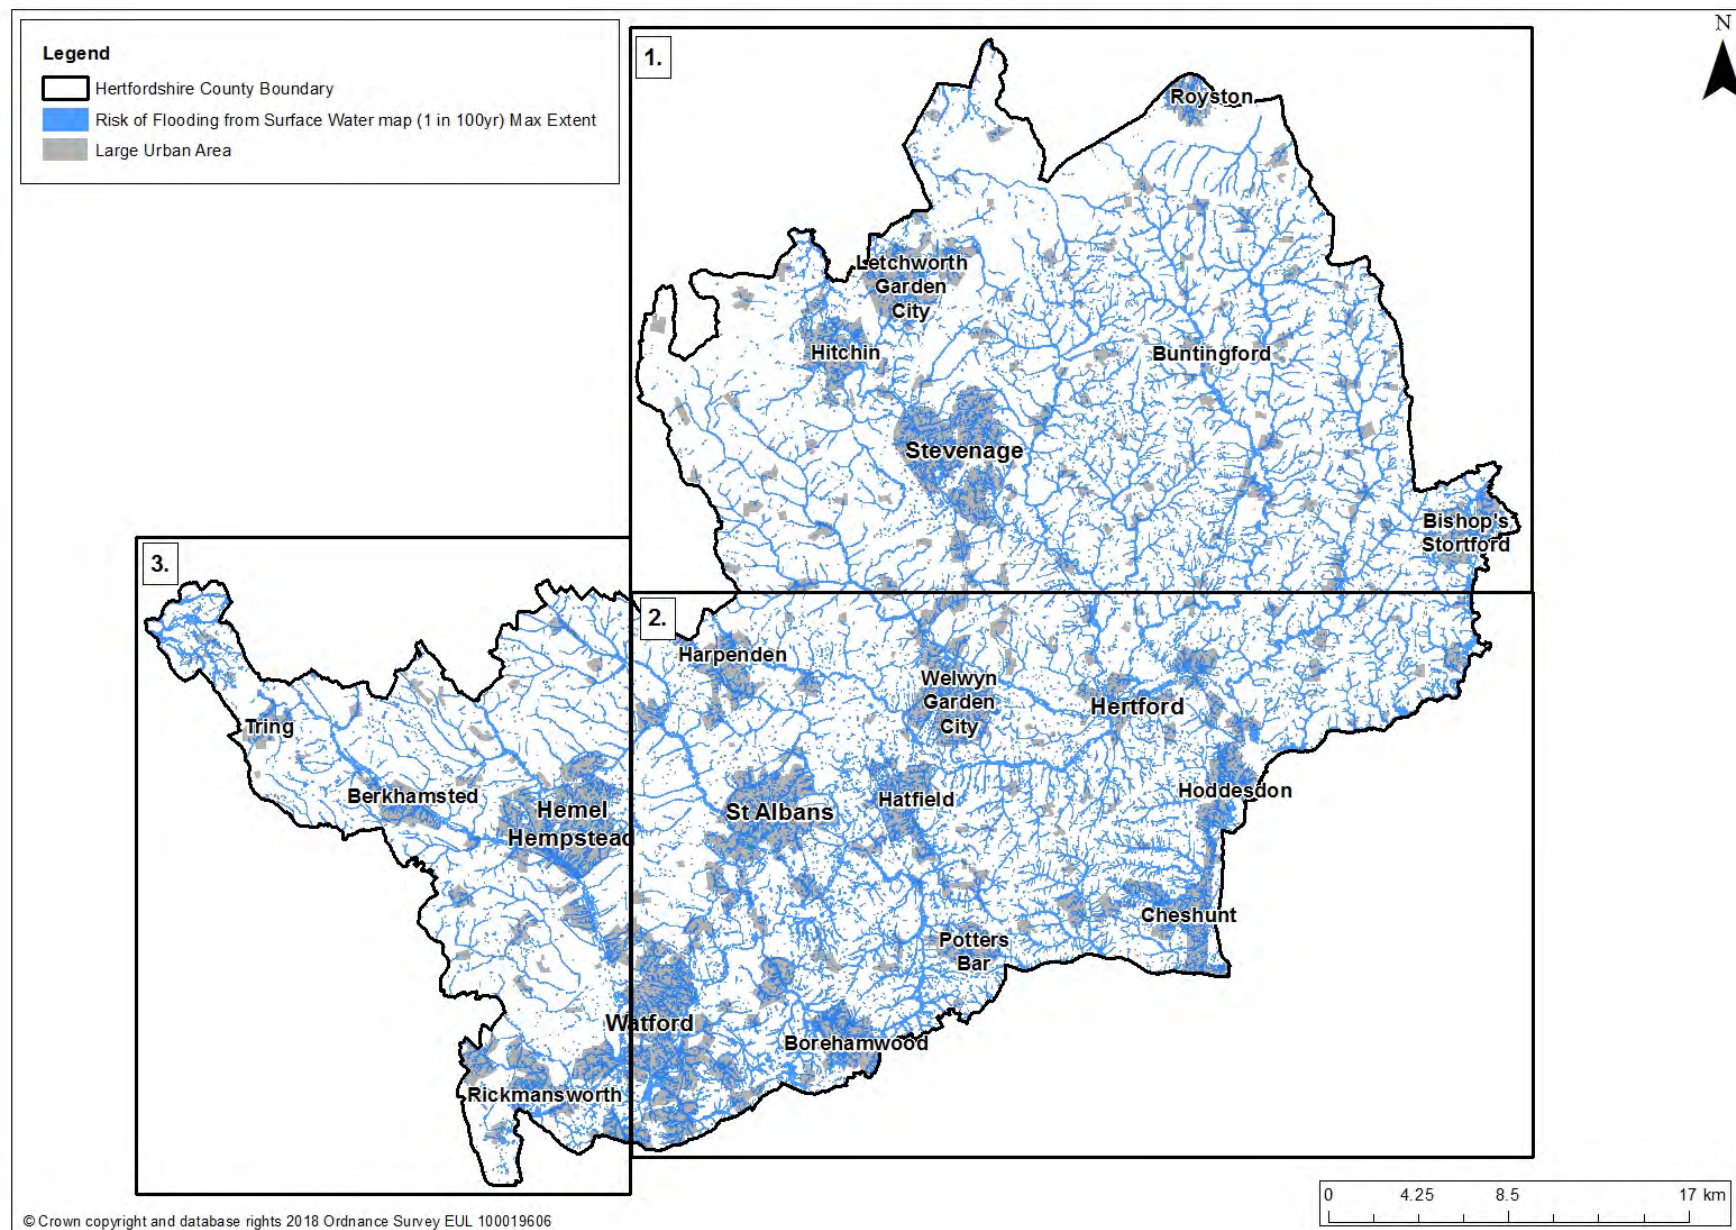 Legend
Hertfordshire County Boundary
Risk of Flooding from Surface Water map (1 in 100yr) Max Extent
Large Urban Area
N
1.
Royston
Letchworth
Garden
City
Hitchin
Buntingford
Stevenage
Bishop's
Stortford
3.
2.
Harpenden
Welwyn
Garden
City
Hertford
Tring
Berkhamsted
Hemel
Hempstead
St Albans
Hatfield
Hoddesdon
Cheshunt
Potters
Bar
Watford
Borehamwood
Rickmansworth
0 4.25 8.5 17 km
© Crown copyright and database rights 2018 Ordnance Survey EUL 100019606